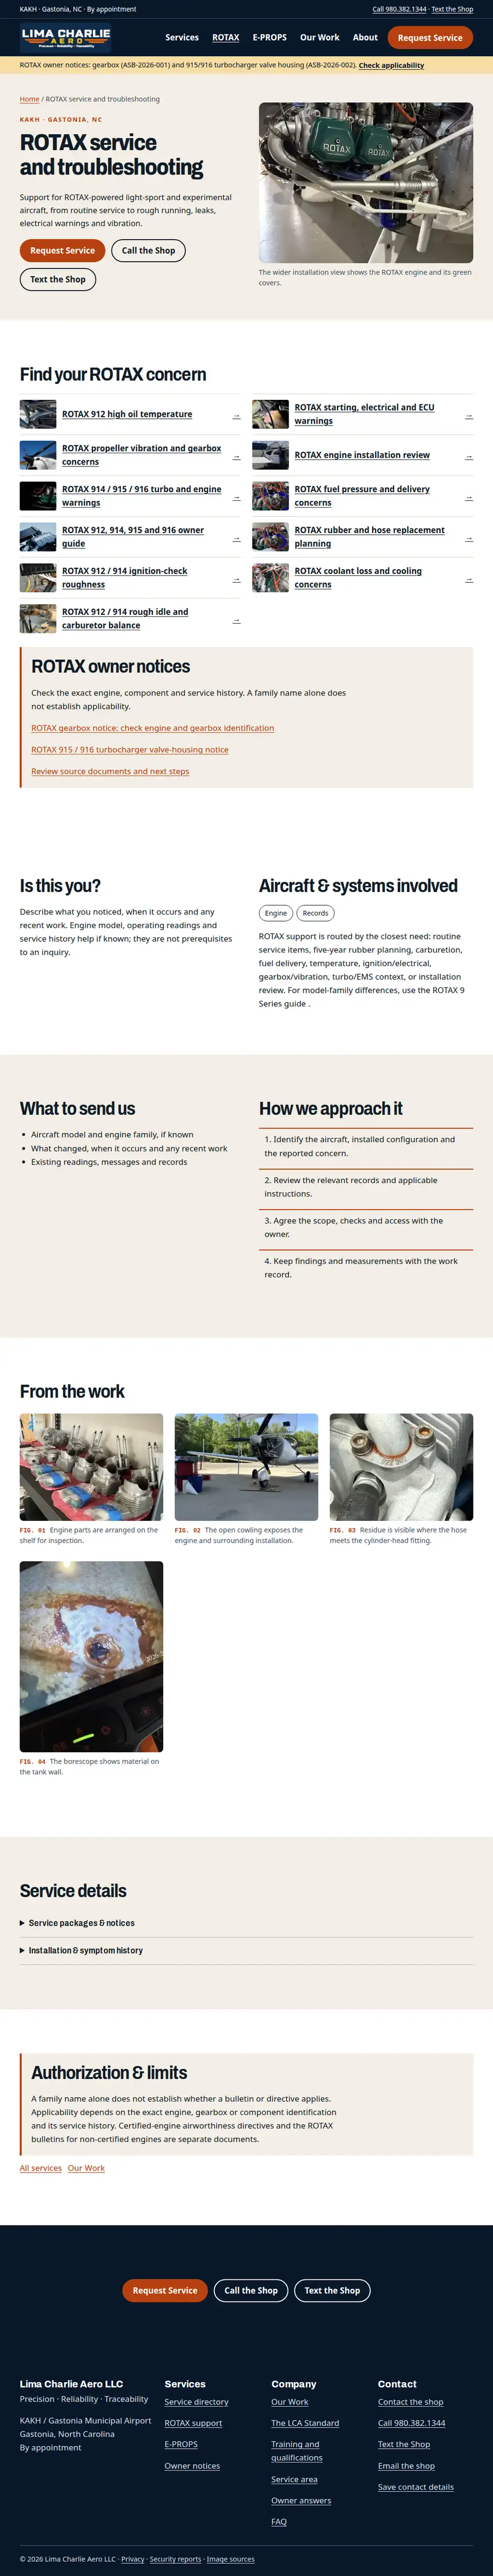 KAKH · Gastonia, NC · By appointment
Call 980.382.1344 · Text the Shop
LIMA CHARLIE
AERO
Precision · Reliability · Traceability
Services ROTAX E-PROPS Our Work About Request Service
ROTAX owner notices: gearbox (ASB-2026-001) and 915/916 turbocharger valve housing (ASB-2026-002). Check applicability
Home / ROTAX service and troubleshooting
KAKH · GASTONIA, NC
ROTAX service
and troubleshooting
Support for ROTAX-powered light-sport and experimental
aircraft, from routine service to rough running, leaks,
electrical warnings and vibration.
Request Service
Call the Shop
Text the Shop
ROTAX
ROTAX
The wider installation view shows the ROTAX engine and its green
covers.
Find your ROTAX concern
ROTAX 912 high oil temperature →
ROTAX starting, electrical and ECU
warnings →
ROTAX propeller vibration and gearbox
concerns →
ROTAX engine installation review →
ROTAX 914 / 915 / 916 turbo and engine
warnings →
ROTAX fuel pressure and delivery
concerns →
ROTAX 912, 914, 915 and 916 owner
guide →
ROTAX rubber and hose replacement
planning →
ROTAX 912 / 914 ignition-check
roughness →
ROTAX coolant loss and cooling
concerns →
ROTAX 912 / 914 rough idle and
carburetor balance →
ROTAX owner notices
Check the exact engine, component and service history. A family name alone does
not establish applicability.
ROTAX gearbox notice: check engine and gearbox identification
ROTAX 915 / 916 turbocharger valve-housing notice
Review source documents and next steps
Is this you?
Describe what you noticed, when it occurs and any
recent work. Engine model, operating readings and
service history help if known; they are not prerequisites
to an inquiry.
Aircraft & systems involved
Engine
Records
ROTAX support is routed by the closest need: routine
service items, five-year rubber planning, carburetion,
fuel delivery, temperature, ignition/electrical,
gearbox/vibration, turbo/EMS context, or installation
review. For model-family differences, use the ROTAX 9
Series guide .
What to send us
• Aircraft model and engine family, if known
• What changed, when it occurs and any recent work
• Existing readings, messages and records
How we approach it
1. Identify the aircraft, installed configuration and
the reported concern.
2. Review the relevant records and applicable
instructions.
3. Agree the scope, checks and access with the
owner.
4. Keep findings and measurements with the work
record.
From the work
FIG. 01 Engine parts are arranged on the
shelf for inspection.
FIG. 02 The open cowling exposes the
engine and surrounding installation.
FIG. 03 Residue is visible where the hose
meets the cylinder-head fitting.
FIG. 04 The borescope shows material on
the tank wall.
Service details
▶ Service packages & notices
▶ Installation & symptom history
Authorization & limits
A family name alone does not establish whether a bulletin or directive applies.
Applicability depends on the exact engine, gearbox or component identification
and its service history. Certified-engine airworthiness directives and the ROTAX
bulletins for non-certified engines are separate documents.
All services Our Work
Request Service
Call the Shop
Text the Shop
Lima Charlie Aero LLC
Precision · Reliability · Traceability
KAKH / Gastonia Municipal Airport
Gastonia, North Carolina
By appointment
Services
Service directory
ROTAX support
E-PROPS
Owner notices
Company
Our Work
The LCA Standard
Training and
qualifications
Service area
Owner answers
FAQ
Contact
Contact the shop
Call 980.382.1344
Text the Shop
Email the shop
Save contact details
© 2026 Lima Charlie Aero LLC · Privacy · Security reports · Image sources